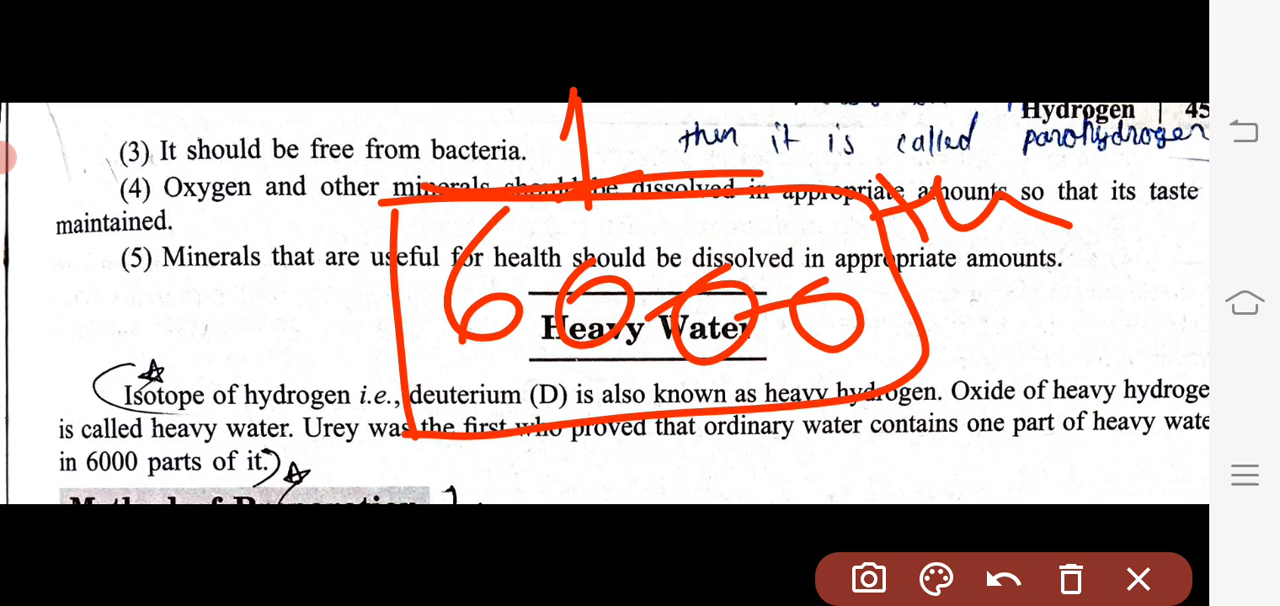 Hydrogen | 45
then it is called parahydrogen
(3) It should be free from bacteria.
(4) Oxygen and other minerals should be dissolved in appropriate amounts so that its taste
maintained.
(5) Minerals that are useful for health should be dissolved in appropriate amounts.
1
6000
th
Heavy Water
Isotope of hydrogen i.e., deuterium (D) is also known as heavy hydrogen. Oxide of heavy hydroge
is called heavy water. Urey was the first who proved that ordinary water contains one part of heavy wate
in 6000 parts of it.